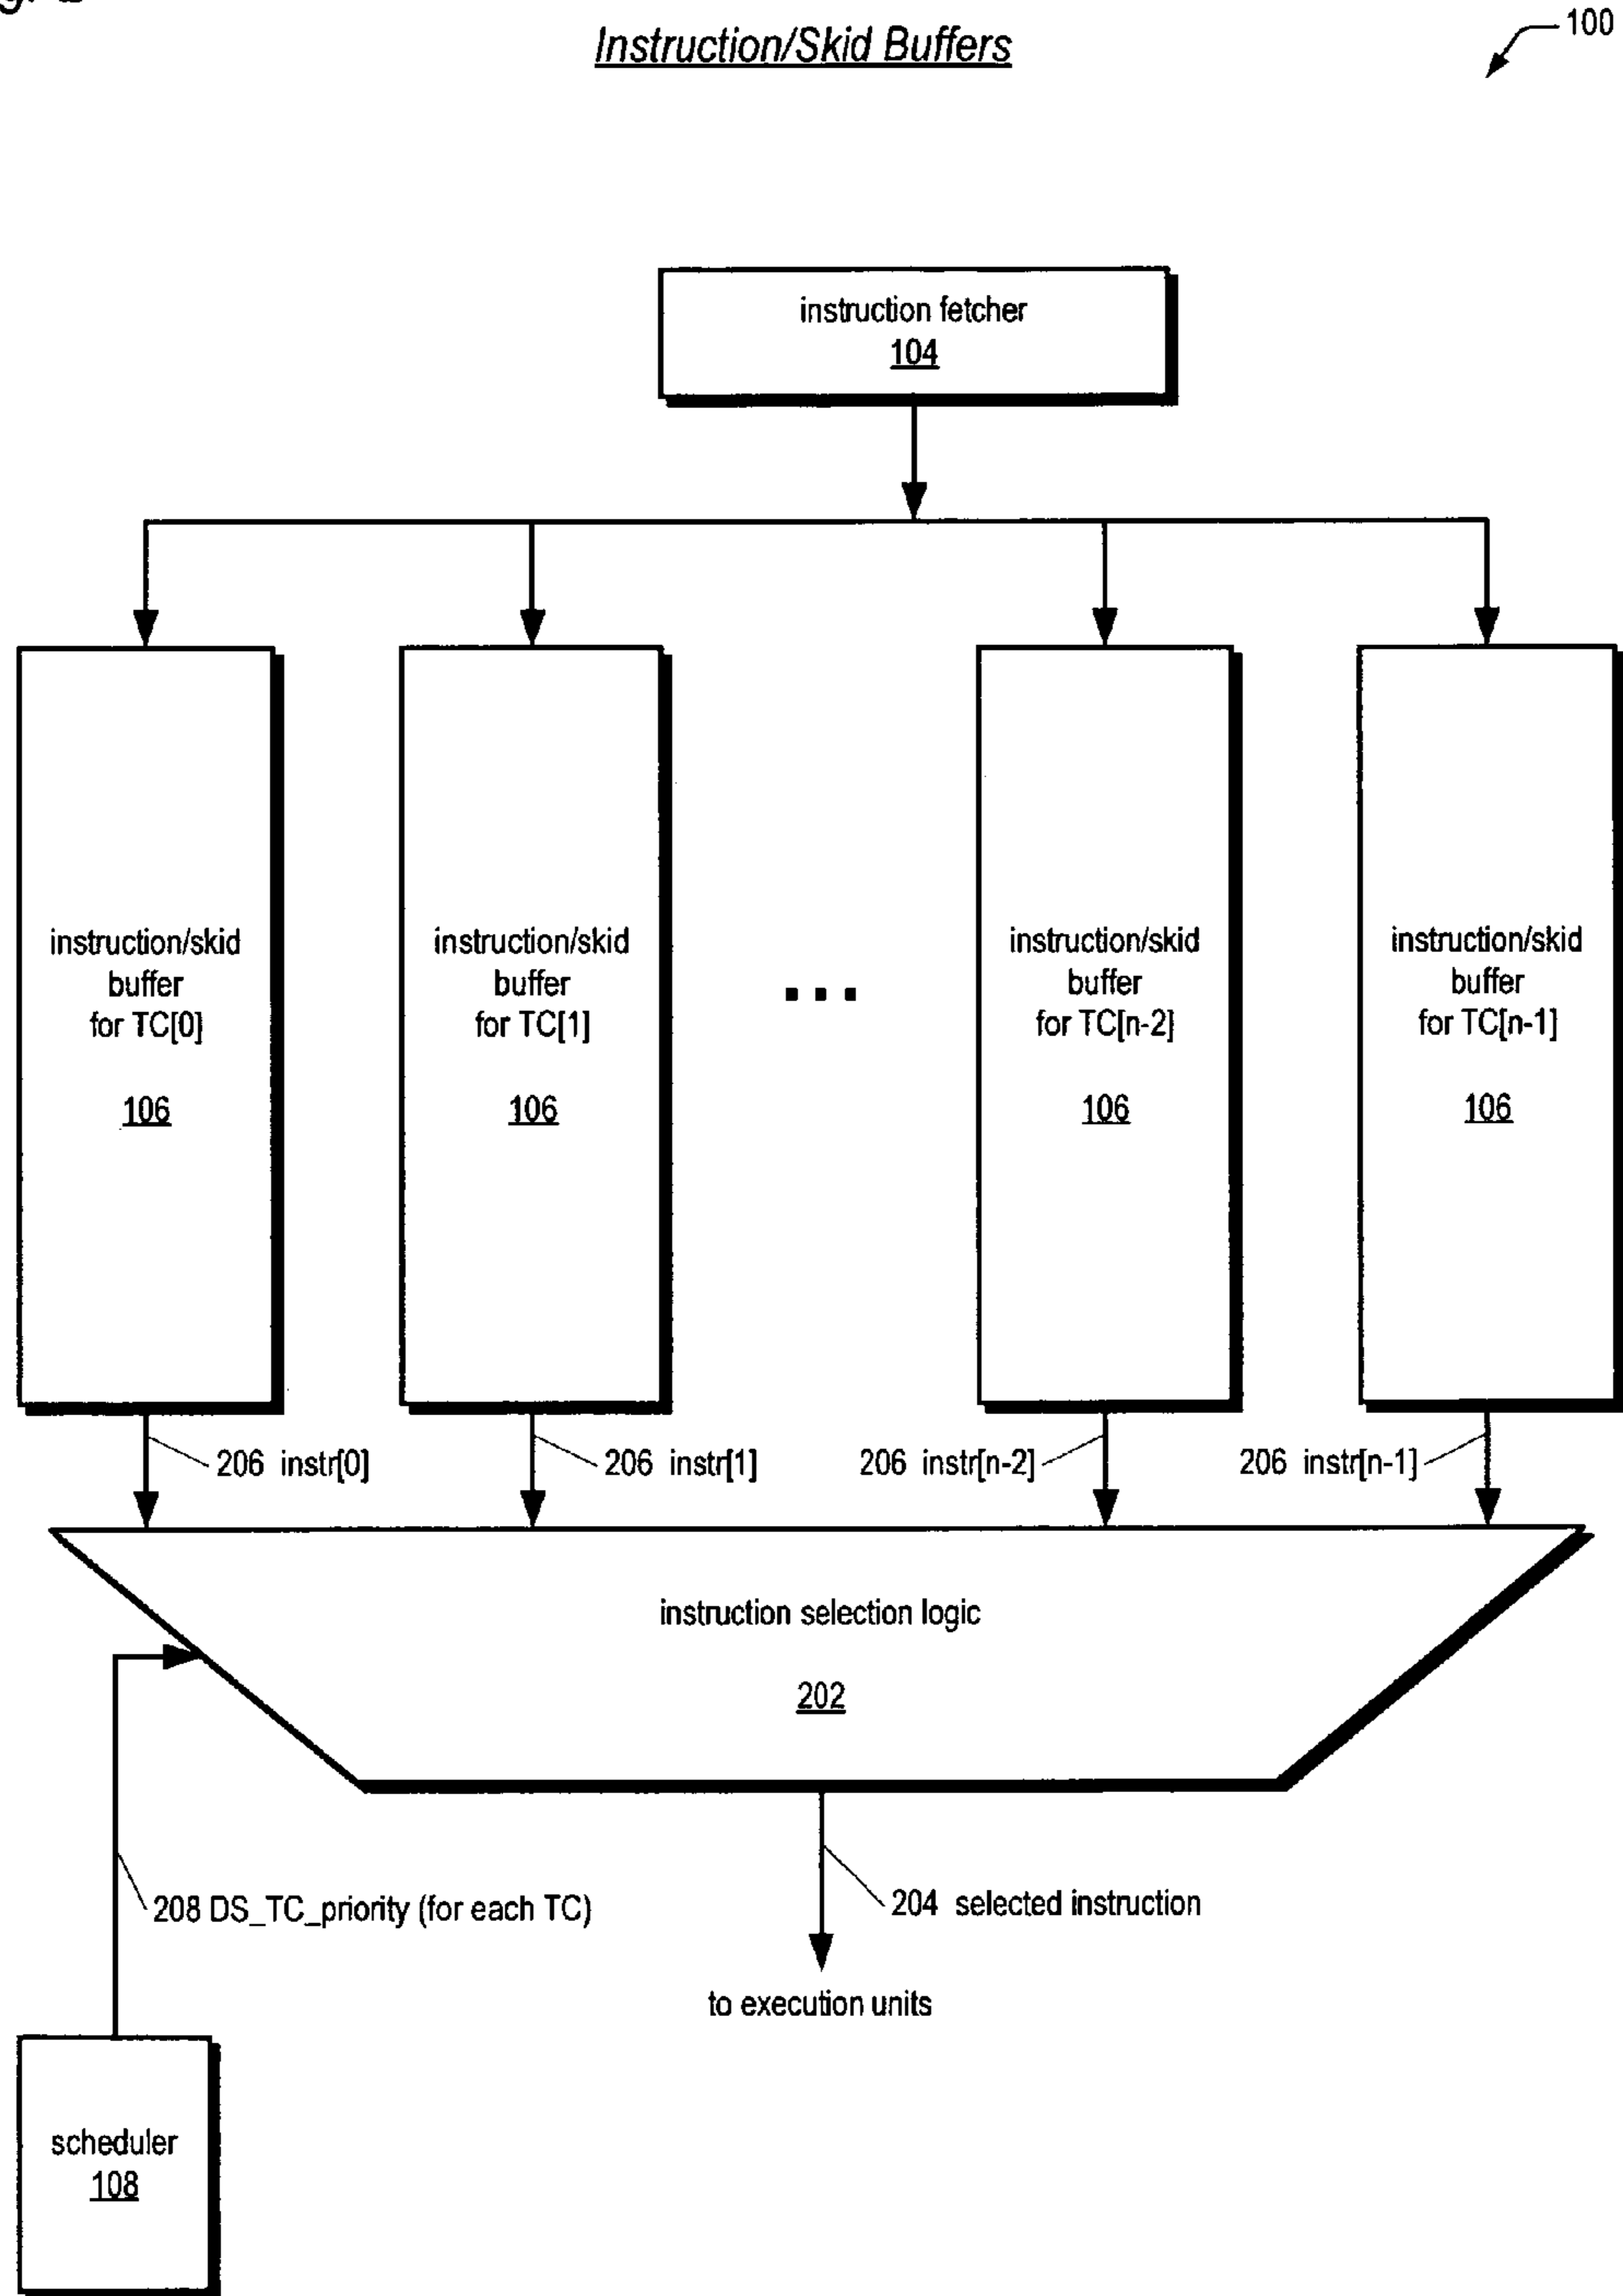 Instruction/Skid Buffers
100
instruction fetcher
104
instruction/skid
buffer
for TC[0]
106
instruction/skid
buffer
for TC[1]
106
...
instruction/skid
buffer
for TC[n-2]
106
instruction/skid
buffer
for TC[n-1]
106
206 instr[0]
206 instr[1]
206 instr[n-2]
206 instr[n-1]
instruction selection logic
202
208 DS_TC_priority (for each TC)
204 selected instruction
to execution units
scheduler
108